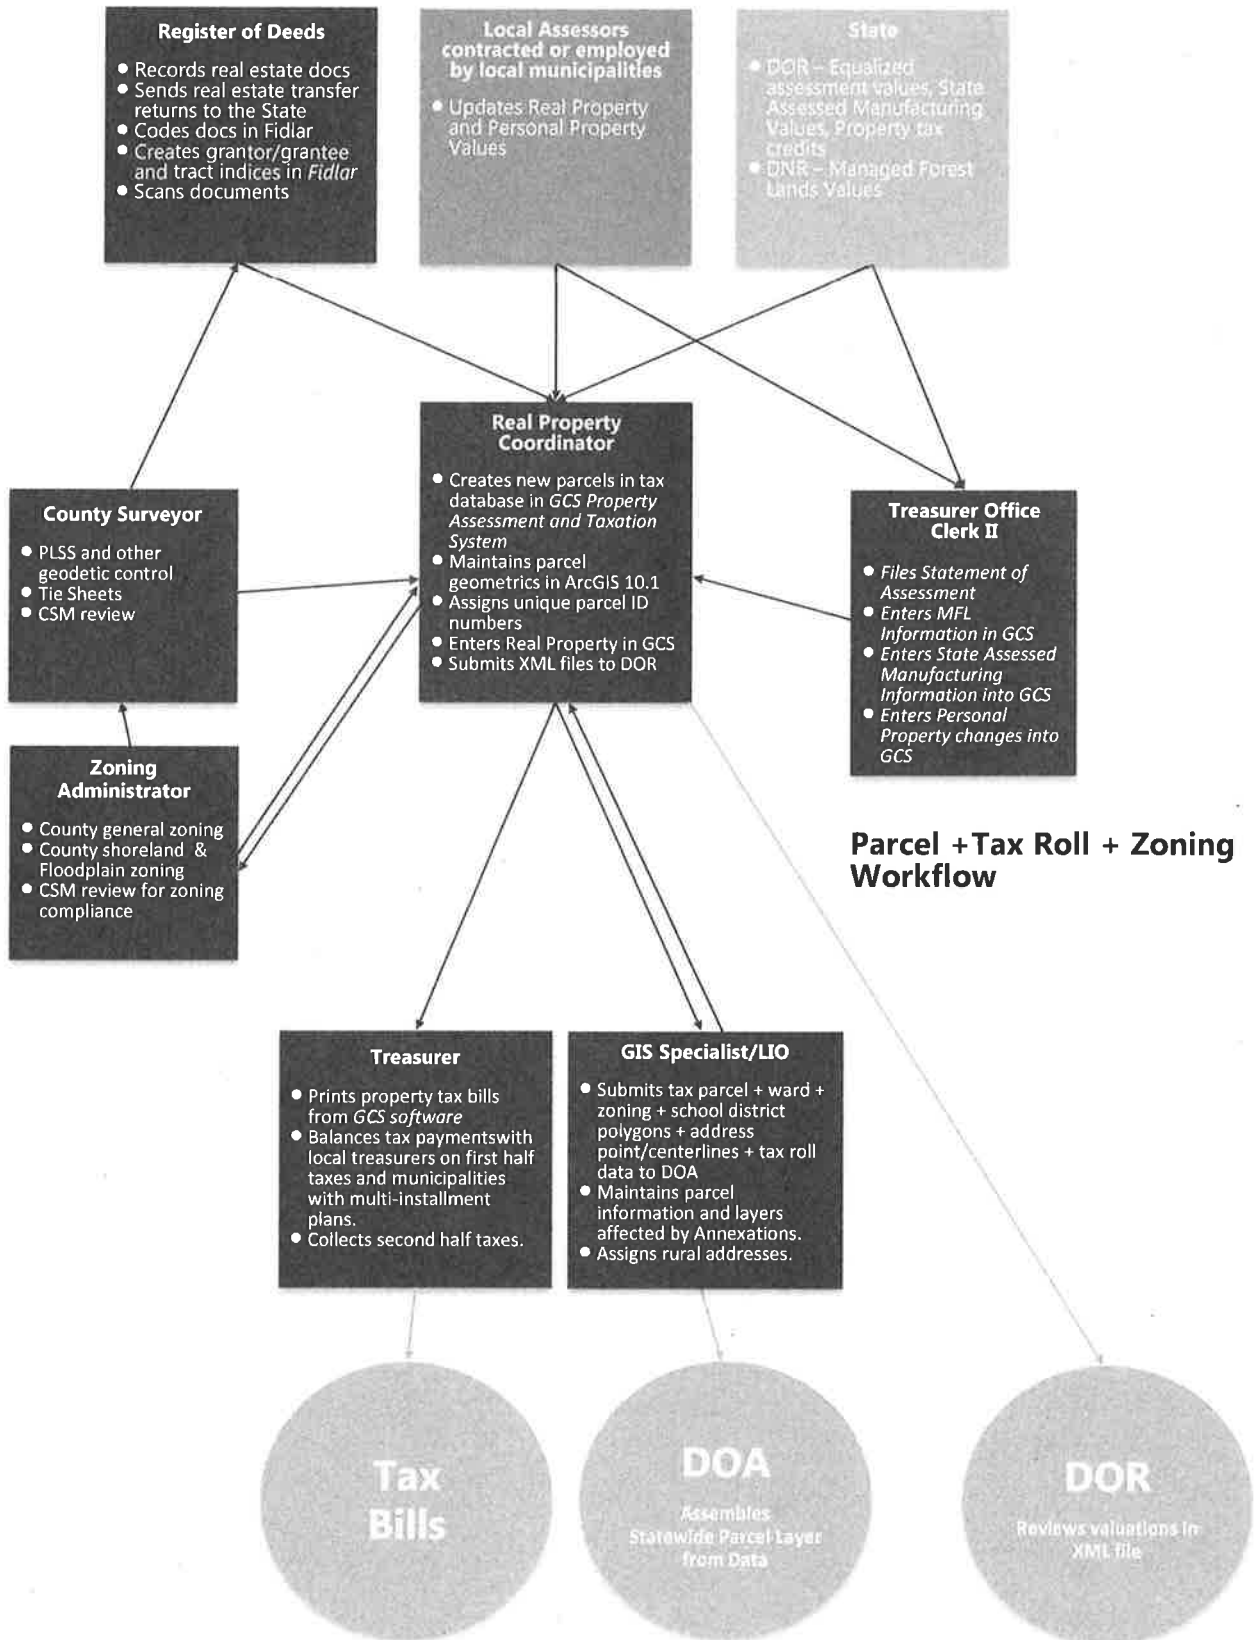 Register of Deeds
● Records real estate docs
● Sends real estate transfer
returns to the State
● Codes docs in Fidlar
● Creates grantor/grantee
and tract indices in Fidlar
● Scans documents
Local Assessors
contracted or employed
by local municipalities
● Updates Real Property
and Personal Property
Values
State
● DOR – Equalized
assessment values, State
Assessed Manufacturing
Values, Property tax
credits
● DNR – Managed Forest
Lands Values
Real Property
Coordinator
● Creates new parcels in tax
database in GCS Property
Assessment and Taxation
System
● Maintains parcel
geometrics in ArcGIS 10.1
● Assigns unique parcel ID
numbers
● Enters Real Property in GCS
● Submits XML files to DOR
County Surveyor
● PLSS and other
geodetic control
● Tie Sheets
● CSM review
Treasurer Office
Clerk II
● Files Statement of
Assessment
● Enters MFL
Information in GCS
● Enters State Assessed
Manufacturing
Information into GCS
● Enters Personal
Property changes into
GCS
Zoning
Administrator
● County general zoning
● County shoreland &
Floodplain zoning
● CSM review for zoning
compliance
Parcel +Tax Roll + Zoning
Workflow
Treasurer
● Prints property tax bills
from GCS software
● Balances tax paymentswith
local treasurers on first half
taxes and municipalities
with multi-installment
plans.
● Collects second half taxes.
GIS Specialist/LIO
● Submits tax parcel + ward +
zoning + school district
polygons + address
point/centerlines + tax roll
data to DOA
● Maintains parcel
information and layers
affected by Annexations.
● Assigns rural addresses.
Tax
Bills
DOA
Assembles
Statewide Parcel Layer
from Data
DOR
Reviews valuations in
XML file